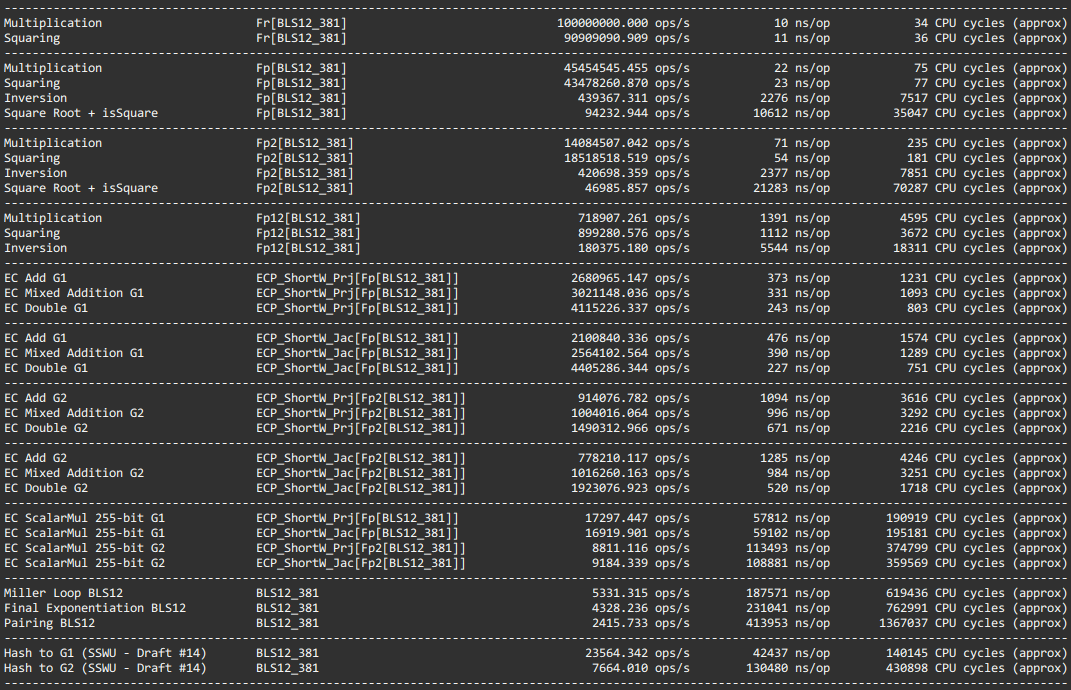 --------------------------------------------------------------------------------------------------------------------------------------------------------
Multiplication Fr[BLS12_381] 100000000.000 ops/s 10 ns/op 34 CPU cycles (approx)
Squaring Fr[BLS12_381] 90909090.909 ops/s 11 ns/op 36 CPU cycles (approx)
--------------------------------------------------------------------------------------------------------------------------------------------------------
Multiplication Fp[BLS12_381] 45454545.455 ops/s 22 ns/op 75 CPU cycles (approx)
Squaring Fp[BLS12_381] 43478260.870 ops/s 23 ns/op 77 CPU cycles (approx)
Inversion Fp[BLS12_381] 439367.311 ops/s 2276 ns/op 7517 CPU cycles (approx)
Square Root + isSquare Fp[BLS12_381] 94232.944 ops/s 10612 ns/op 35047 CPU cycles (approx)
--------------------------------------------------------------------------------------------------------------------------------------------------------
Multiplication Fp2[BLS12_381] 14084507.042 ops/s 71 ns/op 235 CPU cycles (approx)
Squaring Fp2[BLS12_381] 18518518.519 ops/s 54 ns/op 181 CPU cycles (approx)
Inversion Fp2[BLS12_381] 420698.359 ops/s 2377 ns/op 7851 CPU cycles (approx)
Square Root + isSquare Fp2[BLS12_381] 46985.857 ops/s 21283 ns/op 70287 CPU cycles (approx)
--------------------------------------------------------------------------------------------------------------------------------------------------------
Multiplication Fp12[BLS12_381] 718907.261 ops/s 1391 ns/op 4595 CPU cycles (approx)
Squaring Fp12[BLS12_381] 899280.576 ops/s 1112 ns/op 3672 CPU cycles (approx)
Inversion Fp12[BLS12_381] 180375.180 ops/s 5544 ns/op 18311 CPU cycles (approx)
--------------------------------------------------------------------------------------------------------------------------------------------------------
EC Add G1 ECP_ShortW_Prj[Fp[BLS12_381]] 2680965.147 ops/s 373 ns/op 1231 CPU cycles (approx)
EC Mixed Addition G1 ECP_ShortW_Prj[Fp[BLS12_381]] 3021148.036 ops/s 331 ns/op 1093 CPU cycles (approx)
EC Double G1 ECP_ShortW_Prj[Fp[BLS12_381]] 4115226.337 ops/s 243 ns/op 803 CPU cycles (approx)
--------------------------------------------------------------------------------------------------------------------------------------------------------
EC Add G1 ECP_ShortW_Jac[Fp[BLS12_381]] 2100840.336 ops/s 476 ns/op 1574 CPU cycles (approx)
EC Mixed Addition G1 ECP_ShortW_Jac[Fp[BLS12_381]] 2564102.564 ops/s 390 ns/op 1289 CPU cycles (approx)
EC Double G1 ECP_ShortW_Jac[Fp[BLS12_381]] 4405286.344 ops/s 227 ns/op 751 CPU cycles (approx)
--------------------------------------------------------------------------------------------------------------------------------------------------------
EC Add G2 ECP_ShortW_Prj[Fp2[BLS12_381]] 914076.782 ops/s 1094 ns/op 3616 CPU cycles (approx)
EC Mixed Addition G2 ECP_ShortW_Prj[Fp2[BLS12_381]] 1004016.064 ops/s 996 ns/op 3292 CPU cycles (approx)
EC Double G2 ECP_ShortW_Prj[Fp2[BLS12_381]] 1490312.966 ops/s 671 ns/op 2216 CPU cycles (approx)
--------------------------------------------------------------------------------------------------------------------------------------------------------
EC Add G2 ECP_ShortW_Jac[Fp2[BLS12_381]] 778210.117 ops/s 1285 ns/op 4246 CPU cycles (approx)
EC Mixed Addition G2 ECP_ShortW_Jac[Fp2[BLS12_381]] 1016260.163 ops/s 984 ns/op 3251 CPU cycles (approx)
EC Double G2 ECP_ShortW_Jac[Fp2[BLS12_381]] 1923076.923 ops/s 520 ns/op 1718 CPU cycles (approx)
--------------------------------------------------------------------------------------------------------------------------------------------------------
EC ScalarMul 255-bit G1 ECP_ShortW_Prj[Fp[BLS12_381]] 17297.447 ops/s 57812 ns/op 190919 CPU cycles (approx)
EC ScalarMul 255-bit G1 ECP_ShortW_Jac[Fp[BLS12_381]] 16919.901 ops/s 59102 ns/op 195181 CPU cycles (approx)
EC ScalarMul 255-bit G2 ECP_ShortW_Prj[Fp2[BLS12_381]] 8811.116 ops/s 113493 ns/op 374799 CPU cycles (approx)
EC ScalarMul 255-bit G2 ECP_ShortW_Jac[Fp2[BLS12_381]] 9184.339 ops/s 108881 ns/op 359569 CPU cycles (approx)
--------------------------------------------------------------------------------------------------------------------------------------------------------
Miller Loop BLS12 BLS12_381 5331.315 ops/s 187571 ns/op 619436 CPU cycles (approx)
Final Exponentiation BLS12 BLS12_381 4328.236 ops/s 231041 ns/op 762991 CPU cycles (approx)
Pairing BLS12 BLS12_381 2415.733 ops/s 413953 ns/op 1367037 CPU cycles (approx)
--------------------------------------------------------------------------------------------------------------------------------------------------------
Hash to G1 (SSWU - Draft #14) BLS12_381 23564.342 ops/s 42437 ns/op 140145 CPU cycles (approx)
Hash to G2 (SSWU - Draft #14) BLS12_381 7664.010 ops/s 130480 ns/op 430898 CPU cycles (approx)
--------------------------------------------------------------------------------------------------------------------------------------------------------